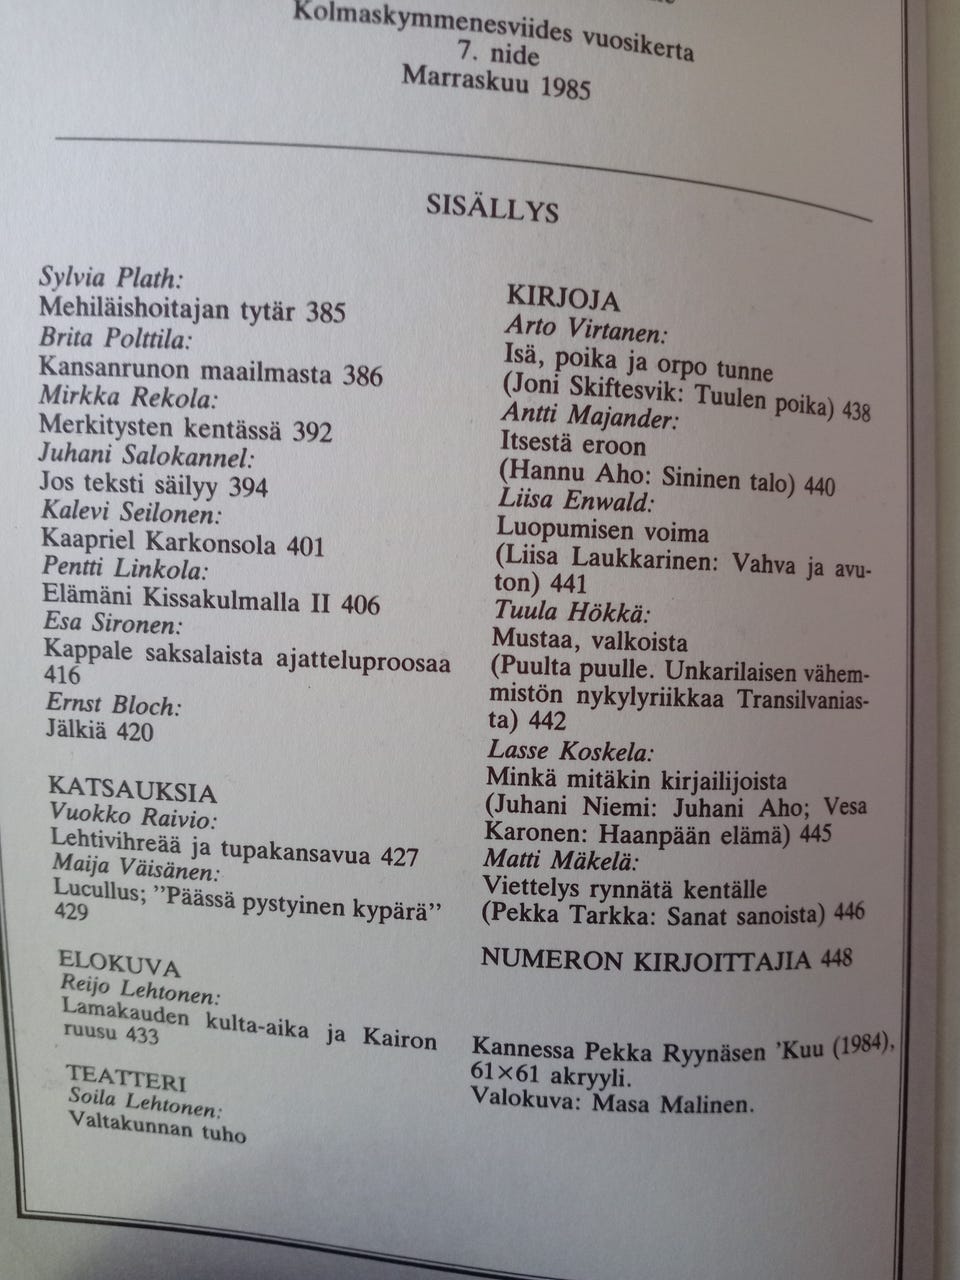 Kolmaskymmenesviides vuosikerta
7. nide
Marraskuu 1985
SISÄLLYS
Sylvia Plath:
Mehiläishoitajan tytär 385
Brita Polttila:
Kansanrunon maailmasta 386
Mirkka Rekola:
Merkitysten kentässä 392
Juhani Salokannel:
Jos teksti säilyy 394
Kalevi Seilonen:
Kaapriel Karkonsola 401
Pentti Linkola:
Elämäni Kissakulmalla II 406
Esa Sironen:
Kappale saksalaista ajatteluproosaa
416
Ernst Bloch:
Jälkiä 420
KATSAUKSIA
Vuokko Raivio:
Lehtivihreää ja tupakansavua 427
Maija Väisänen:
Lucullus; ”Päässä pystyinen kypärä”
429
ELOKUVA
Reijo Lehtonen:
Lamakauden kulta-aika ja Kairon
ruusu 433
TEATTERI
Soila Lehtonen:
Valtakunnan tuho
KIRJOJA
Arto Virtanen:
Isä, poika ja orpo tunne
(Joni Skiftesvik: Tuulen poika) 438
Antti Majander:
Itsestä eroon
(Hannu Aho: Sininen talo) 440
Liisa Enwald:
Luopumisen voima
(Liisa Laukkarinen: Vahva ja avu-
ton) 441
Tuula Hökkä:
Mustaa, valkoista
(Puulta puulle. Unkarilaisen vähem-
mistön nykylyriikkaa Transilvanias-
ta) 442
Lasse Koskela:
Minkä mitäkin kirjailijoista
(Juhani Niemi: Juhani Aho; Vesa
Karonen: Haanpään elämä) 445
Matti Mäkelä:
Viettelys rynnätä kentälle
(Pekka Tarkka: Sanat sanoista) 446
NUMERON KIRJOITTAJIA 448
Kannessa Pekka Ryynäsen 'Kuu (1984),
61×61 akryyli.
Valokuva: Masa Malinen.